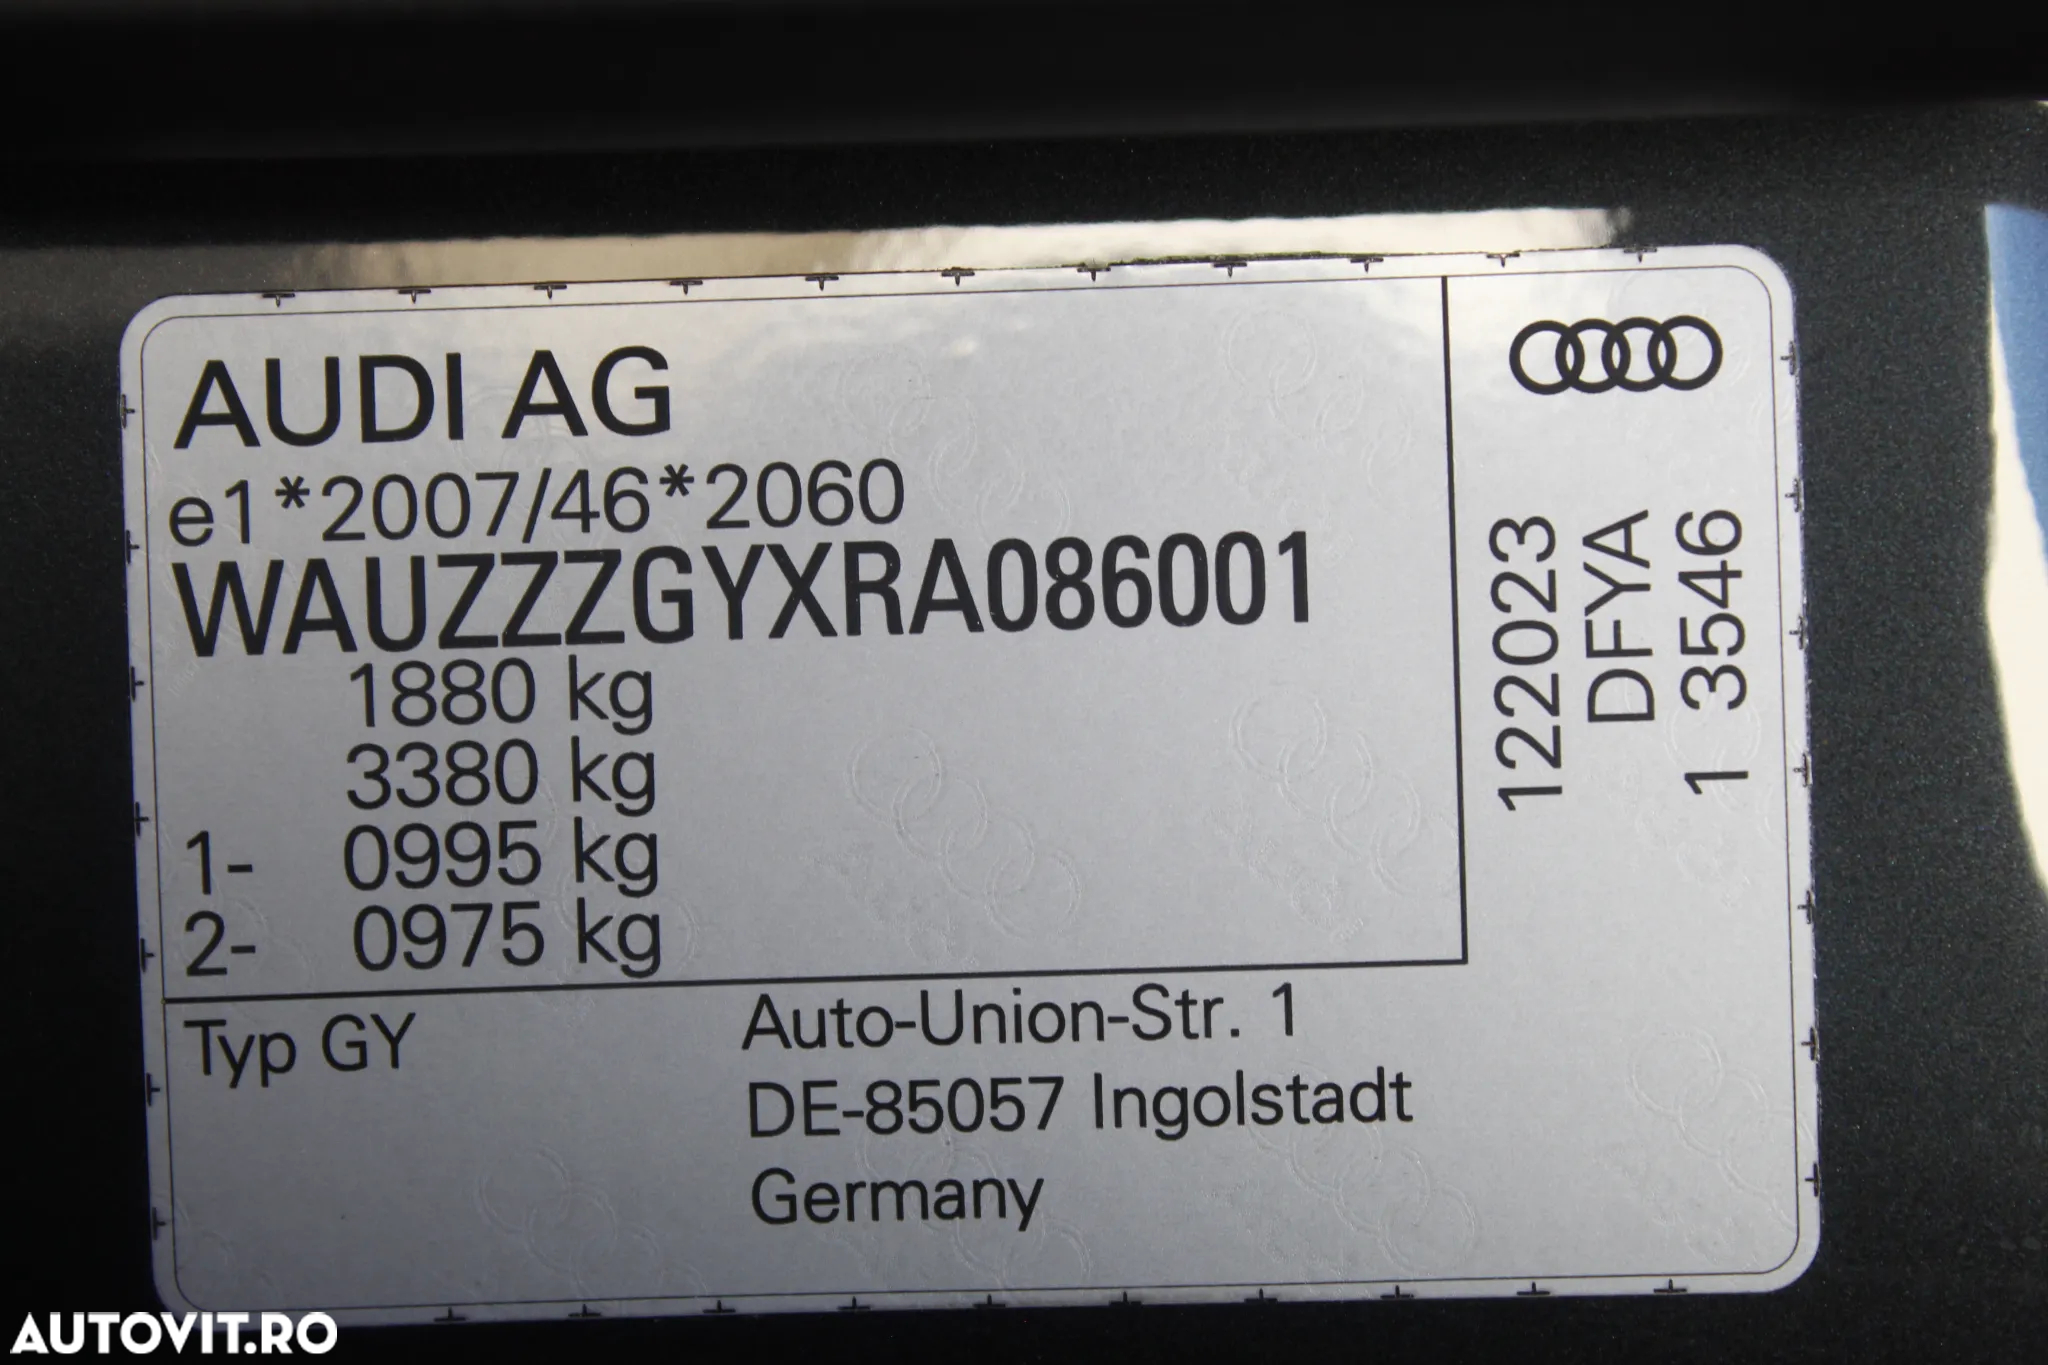 AUDI AG
e1*2007/46*2060
WAUZZZGYXRA086001
1880 kg
3380 kg
1- 0995 kg
2- 0975 kg
Typ GY
Auto-Union-Str. 1
DE-85057 Ingolstadt
Germany
122023
DFYA
1 3546
AUTOVIT.RO